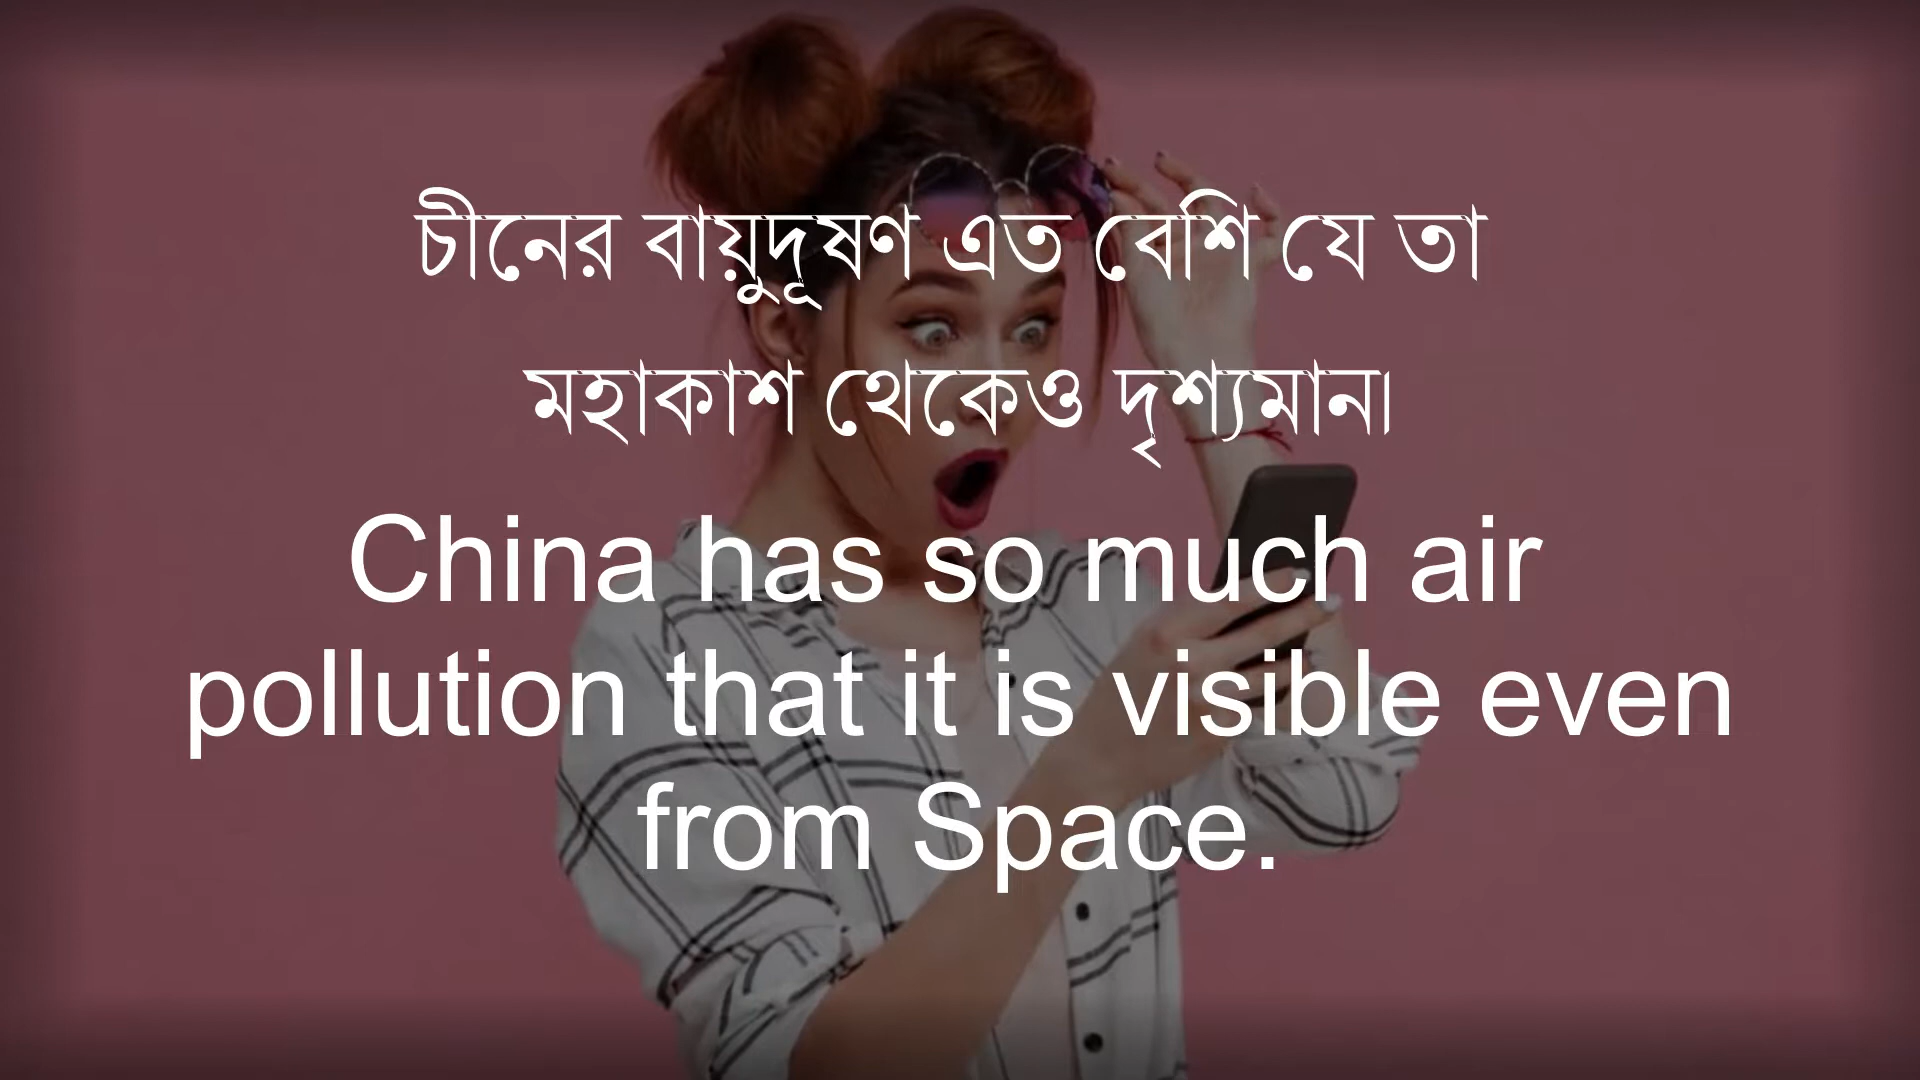 চীনের বায়ুদূষণ এত বেশি যে তা
মহাকাশ থেকেও দৃশ্যমান।
China has so much air
pollution that it is visible even
from Space.